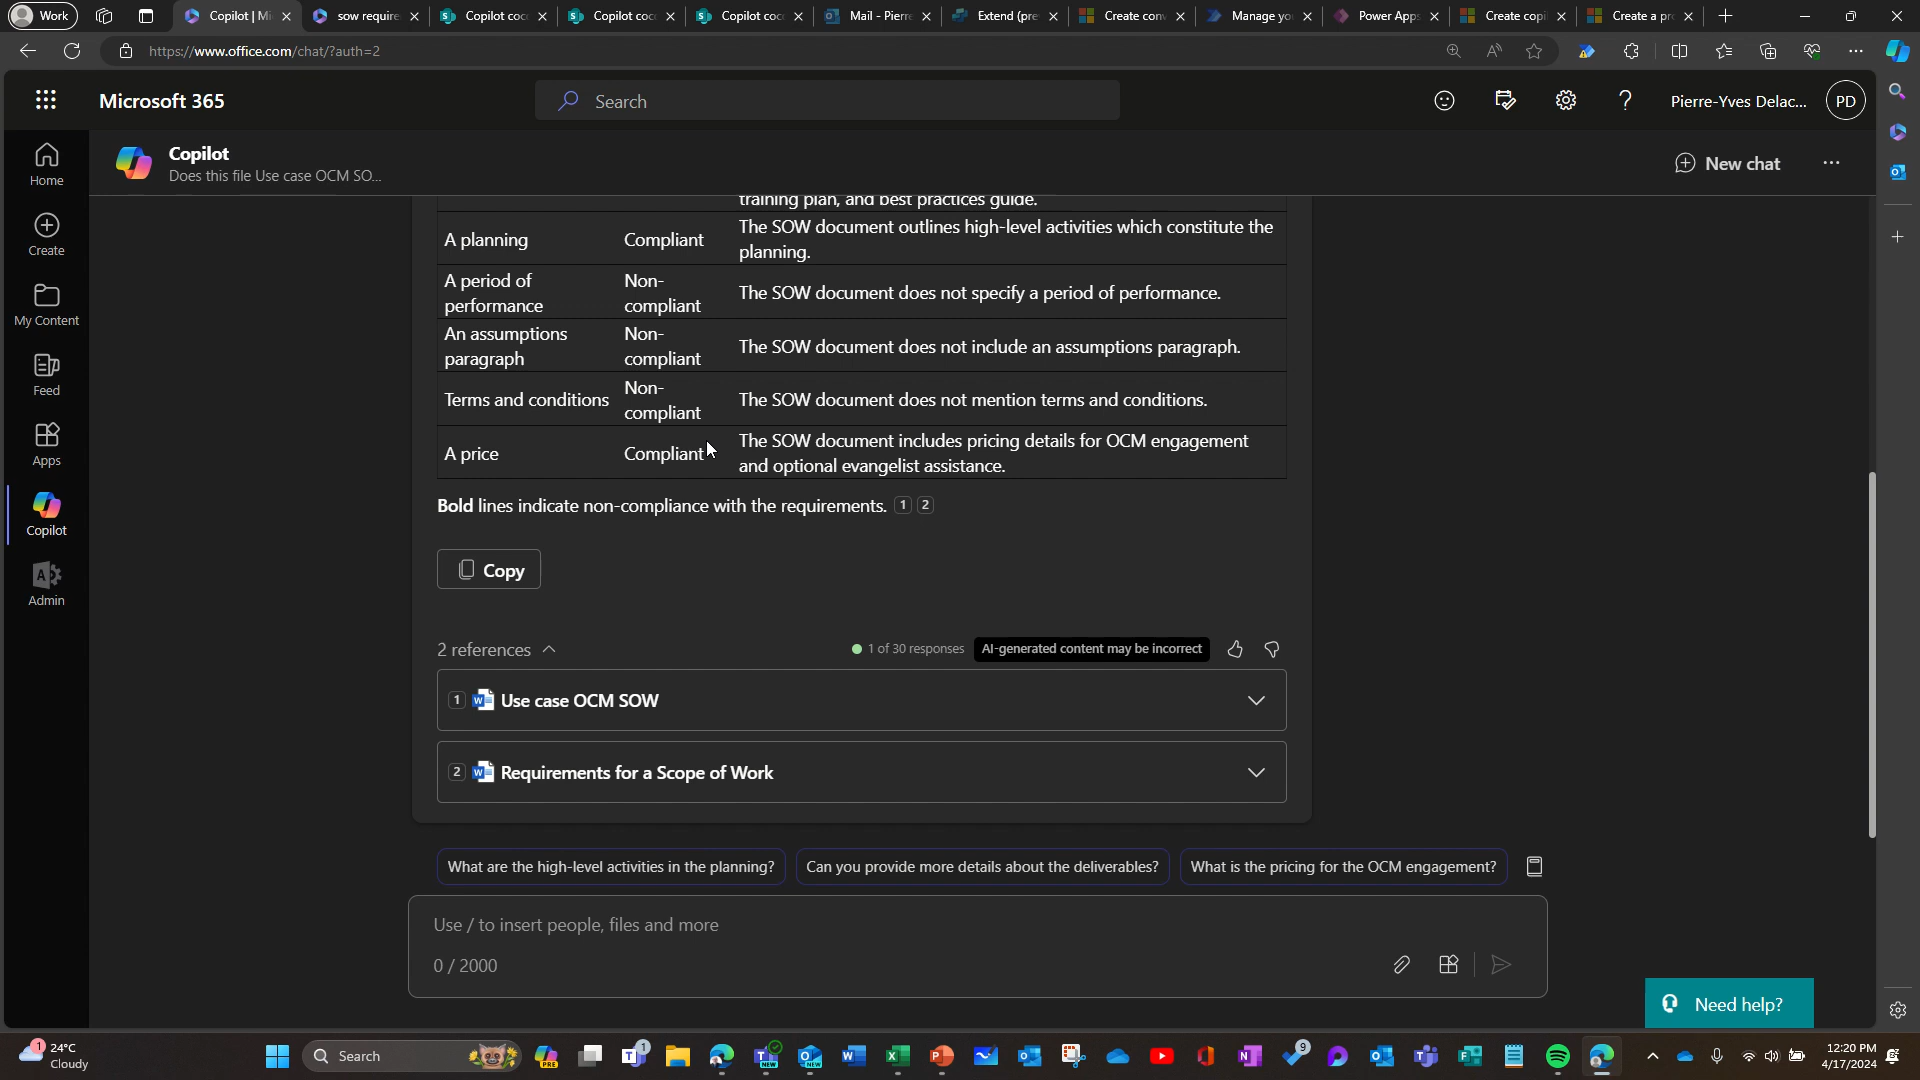 Work
Copilot | Mi
sow require
Copilot coc
Copilot coc
Copilot coc
Mail - Pierre
Extend (pre
Create con
Manage yo
Power Apps
Create copi
Create a pr
https://www.office.com/chat/?auth=2
Microsoft 365
Search
Pierre-Yves Delac...
PD
Home
Create
My Content
Feed
Apps
Copilot
Admin
Copilot
Does this file Use case OCM SO...
New chat
training plan, and best practices guide.
A planning
Compliant
The SOW document outlines high-level activities which constitute the
planning.
A period of
performance
Non-
compliant
The SOW document does not specify a period of performance.
An assumptions
paragraph
Non-
compliant
The SOW document does not include an assumptions paragraph.
Terms and conditions
Non-
compliant
The SOW document does not mention terms and conditions.
A price
Compliant
The SOW document includes pricing details for OCM engagement
and optional evangelist assistance.
Bold lines indicate non-compliance with the requirements. 1 2
Copy
2 references
1 of 30 responses
AI-generated content may be incorrect
1 Use case OCM SOW
2 Requirements for a Scope of Work
What are the high-level activities in the planning?
Can you provide more details about the deliverables?
What is the pricing for the OCM engagement?
Use / to insert people, files and more
0 / 2000
Need help?
1
24°C
Cloudy
Search
PRE
1
NEW
NEW
9
12:20 PM
4/17/2024